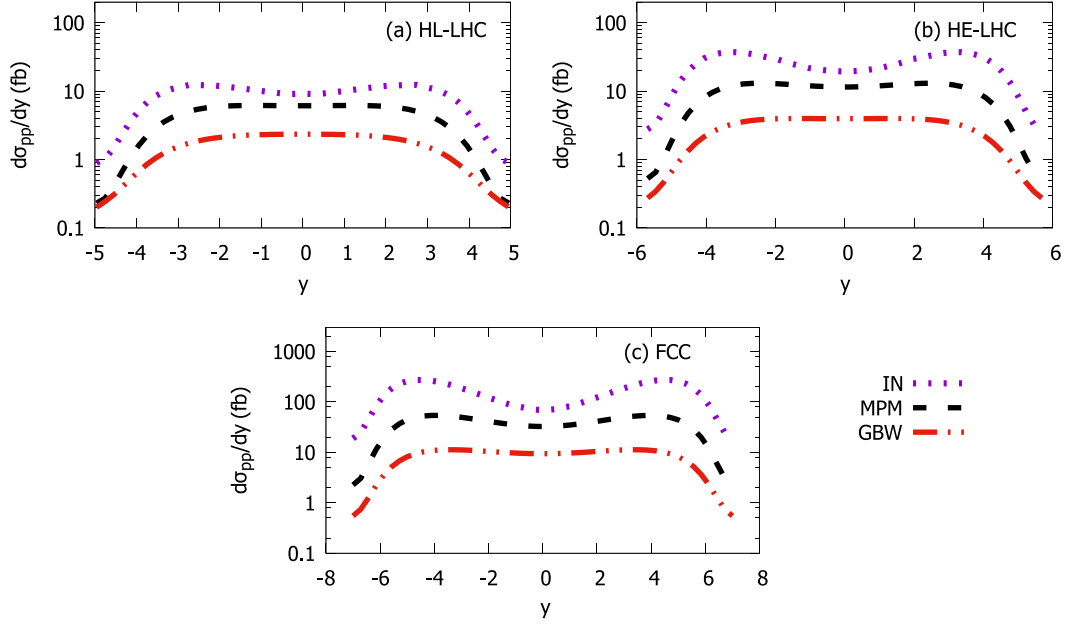 (a) HL-LHC
dσpp/dy (fb)
100
10
1
0.1
-5 -4 -3 -2 -1 0 1 2 3 4 5
y
(b) HE-LHC
dσpp/dy (fb)
100
10
1
0.1
-6 -4 -2 0 2 4 6
y
(c) FCC
dσpp/dy (fb)
1000
100
10
1
0.1
-8 -6 -4 -2 0 2 4 6 8
y
IN
MPM
GBW